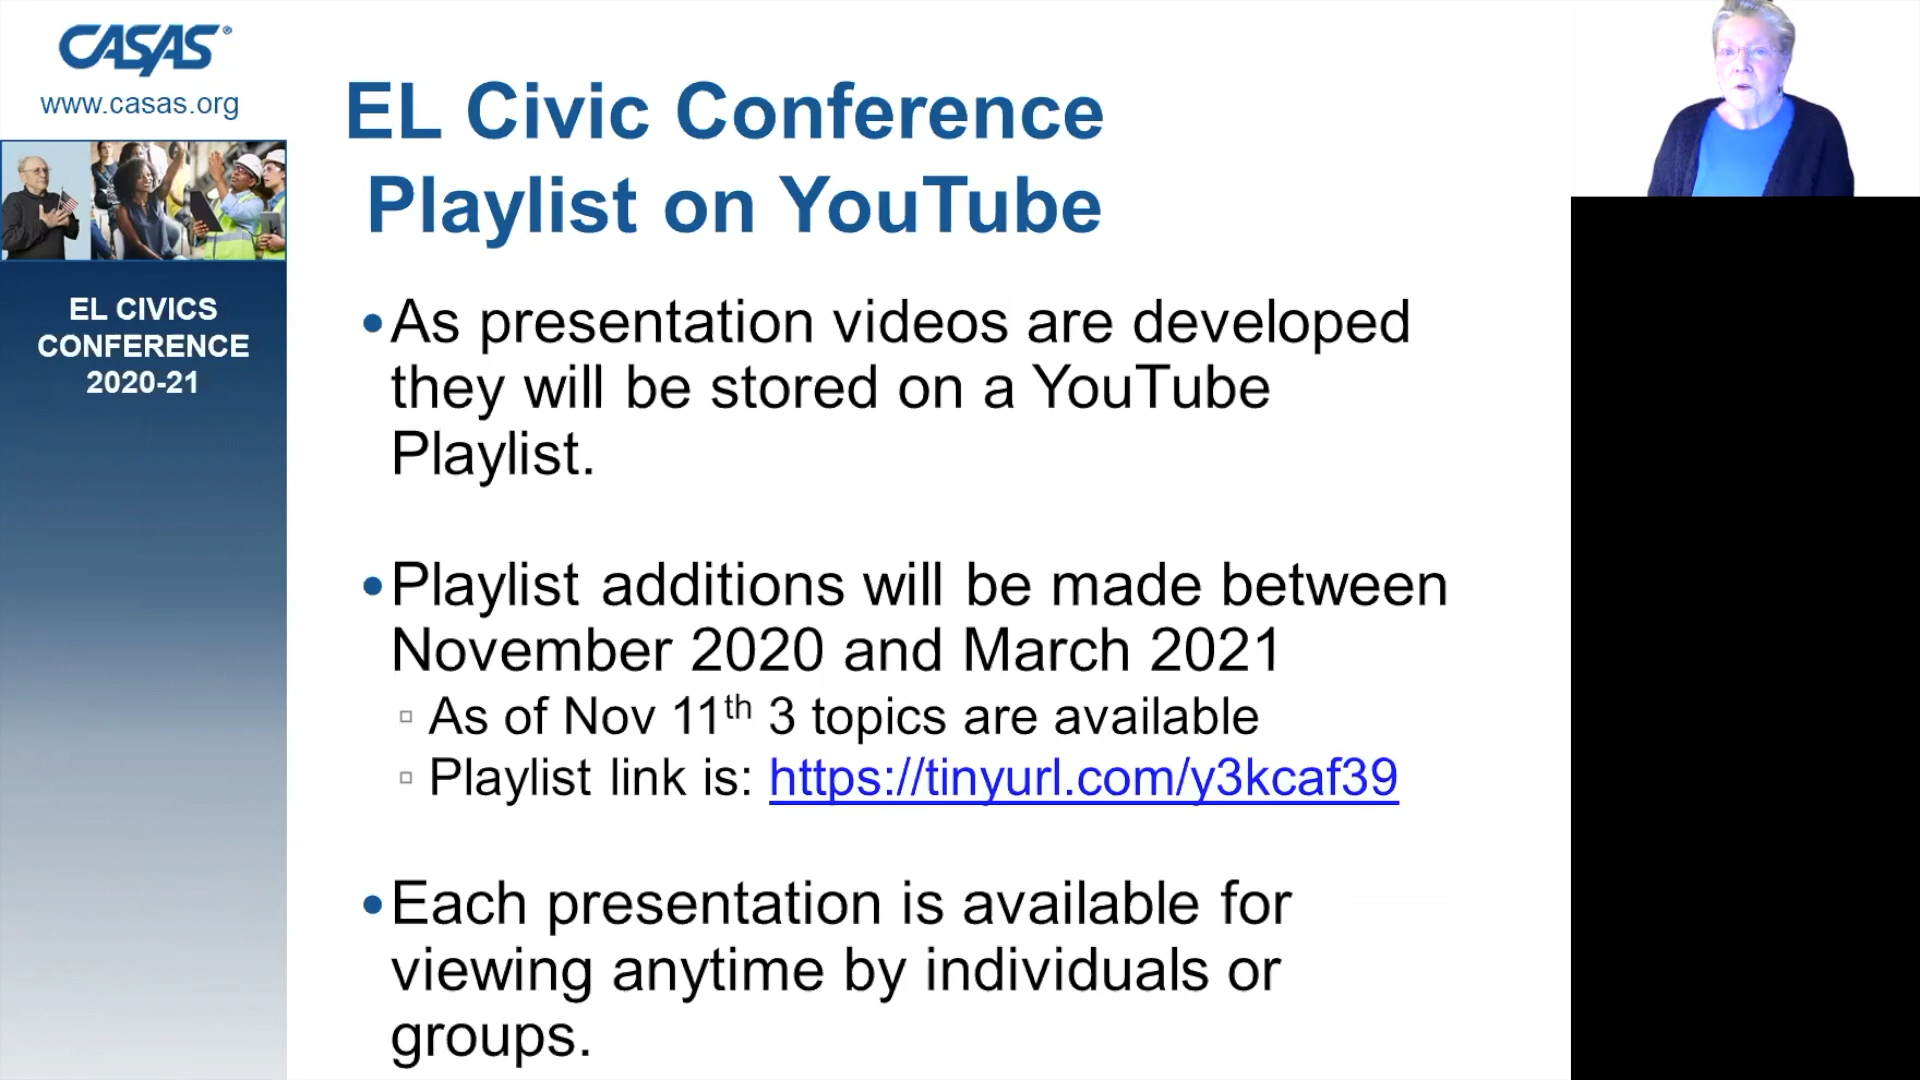 CASAS®
www.casas.org
EL CIVICS
CONFERENCE
2020-21
EL Civic Conference
Playlist on YouTube
•As presentation videos are developed
they will be stored on a YouTube
Playlist.
•Playlist additions will be made between
November 2020 and March 2021
▫ As of Nov 11th 3 topics are available
▫ Playlist link is: https://tinyurl.com/y3kcaf39
•Each presentation is available for
viewing anytime by individuals or
groups.